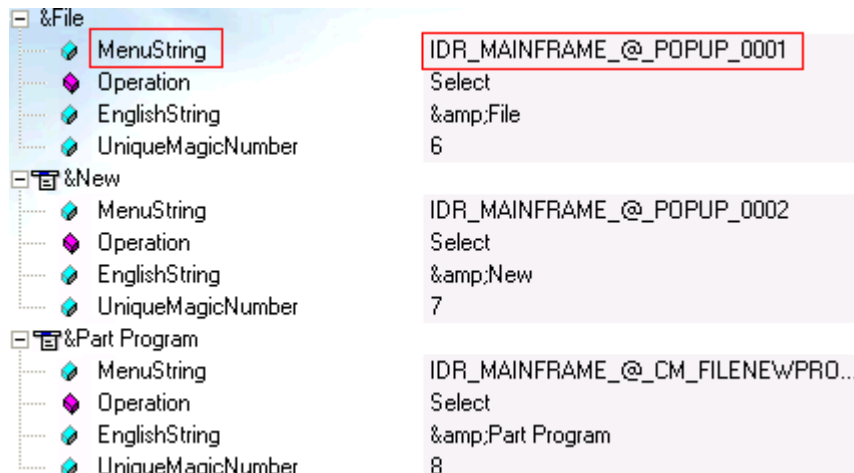 &File
MenuString IDR_MAINFRAME_@_POPUP_0001
Operation Select
EnglishString &amp;File
UniqueMagicNumber 6
&New
MenuString IDR_MAINFRAME_@_POPUP_0002
Operation Select
EnglishString &amp;New
UniqueMagicNumber 7
&Part Program
MenuString IDR_MAINFRAME_@_CM_FILENEWPRO...
Operation Select
EnglishString &amp;Part Program
UniqueMagicNumber 8